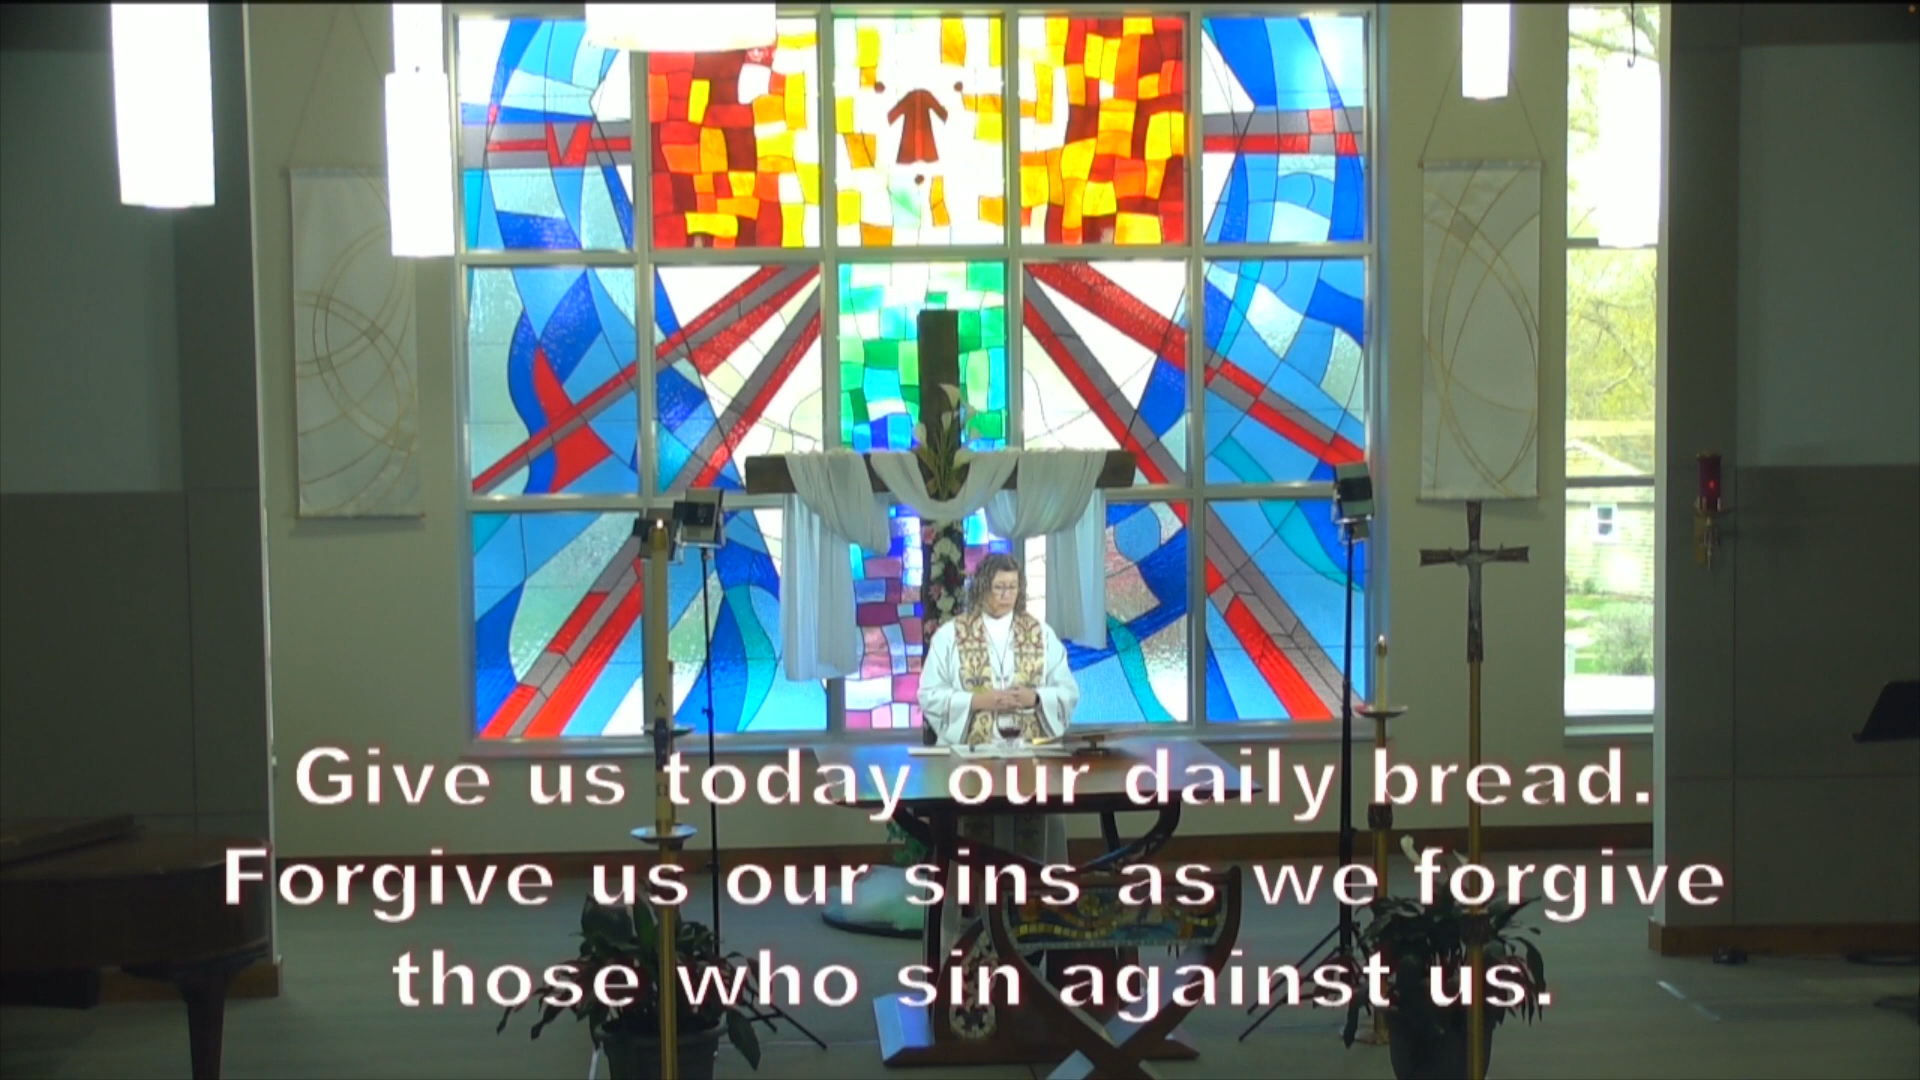 Give us today our daily bread.
Forgive us our sins as we forgive
those who sin against us.